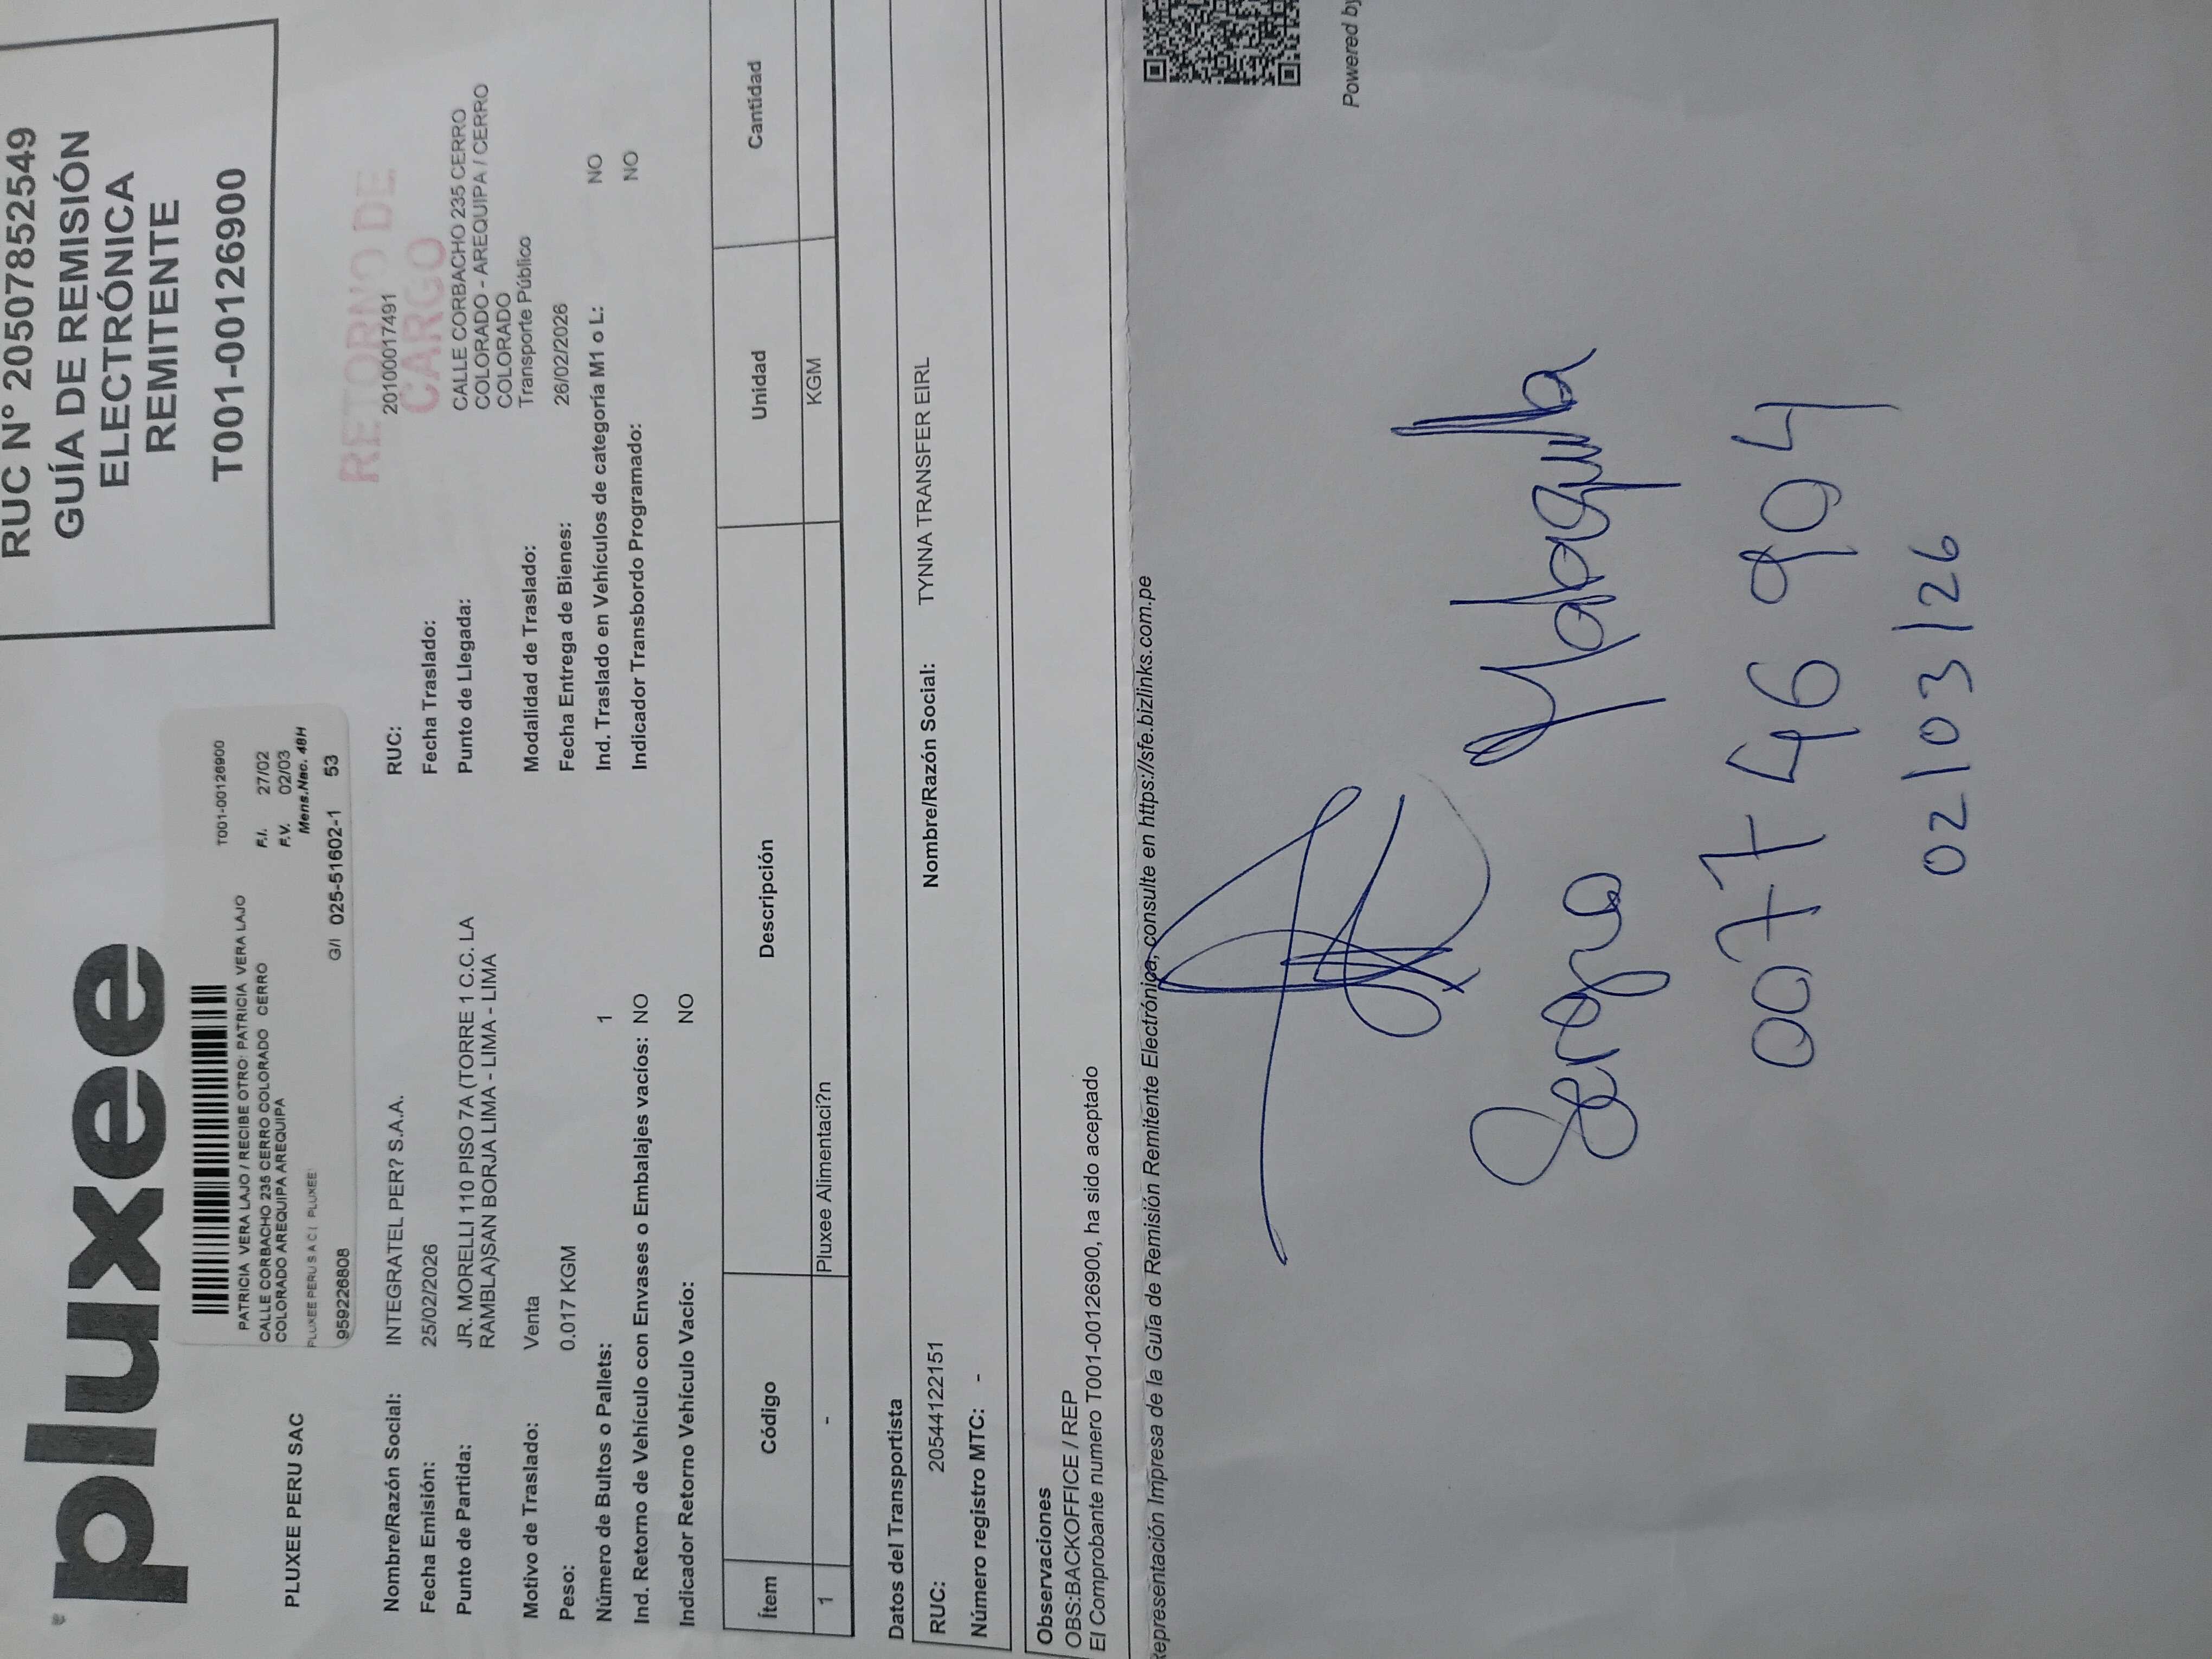 pluxee
RUC N° 20507852549
GUÍA DE REMISIÓN
ELECTRÓNICA
REMITENTE
T001-00126900
T001-00126900
PATRICIA VERA LAJO / RECIBE OTRO: PATRICIA VERA LAJO
CALLE CORBACHO 235 CERRO COLORADO CERRO
COLORADO AREQUIPA AREQUIPA
F.I. 27/02
F.V. 02/03
Mens.Nac. 48H
PLUXEE PERU S A C ( PLUXEE
959226808
G/I 025-51602-1 53
PLUXEE PERU SAC
RETORNO DE
CARGO
Nombre/Razón Social: INTEGRATEL PER? S.A.A.
RUC: 20100017491
Fecha Emisión: 25/02/2026
Fecha Traslado:
Punto de Partida: JR. MORELLI 110 PISO 7A (TORRE 1 C.C. LA
RAMBLA)SAN BORJA LIMA - LIMA - LIMA
Punto de Llegada: CALLE CORBACHO 235 CERRO
COLORADO - AREQUIPA / CERRO
COLORADO
Motivo de Traslado: Venta
Modalidad de Traslado: Transporte Público
Peso: 0.017 KGM
Fecha Entrega de Bienes: 26/02/2026
Número de Bultos o Pallets: 1
Ind. Traslado en Vehículos de categoría M1 o L: NO
Ind. Retorno de Vehículo con Envases o Embalajes vacíos: NO
Indicador Transbordo Programado: NO
Indicador Retorno Vehículo Vacío: NO
Ítem Código Descripción Unidad Cantidad
1 - Pluxee Alimentaci?n KGM
Datos del Transportista
RUC: 20544122151 Nombre/Razón Social: TYNNA TRANSFER EIRL
Número registro MTC: -
Observaciones
OBS:BACKOFFICE / REP
El Comprobante numero T001-00126900, ha sido aceptado
Representación Impresa de la Guía de Remisión Remitente Electrónica, consulte en https://sfe.bizlinks.com.pe
Powered by
00746994
02/03/26